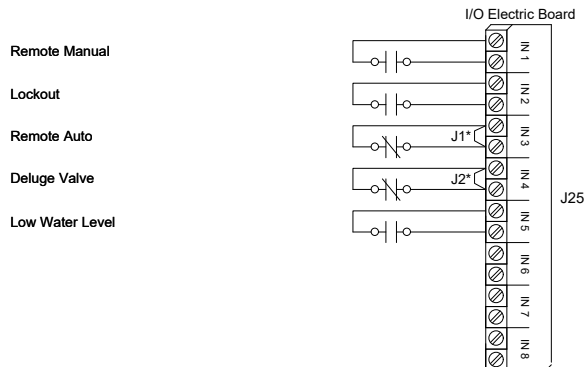 I/O Electric Board
Remote Manual
IN 1
Lockout
IN 2
Remote Auto
J1*
IN 3
Deluge Valve
J2*
IN 4
J25
Low Water Level
IN 5
IN 6
IN 7
IN 8